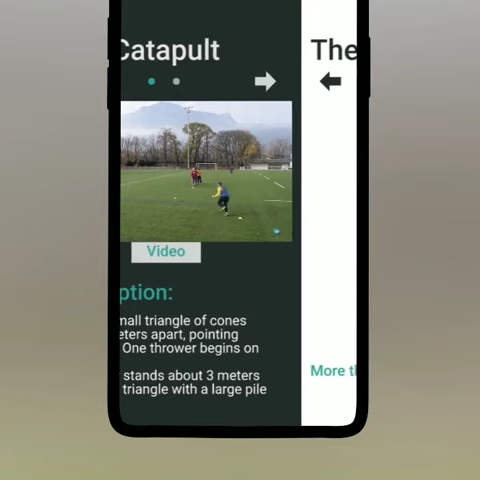 Catapult
The
Video
ption:
mall triangle of cones
eters apart, pointing
One thrower begins on
stands about 3 meters
triangle with a large pile
More t